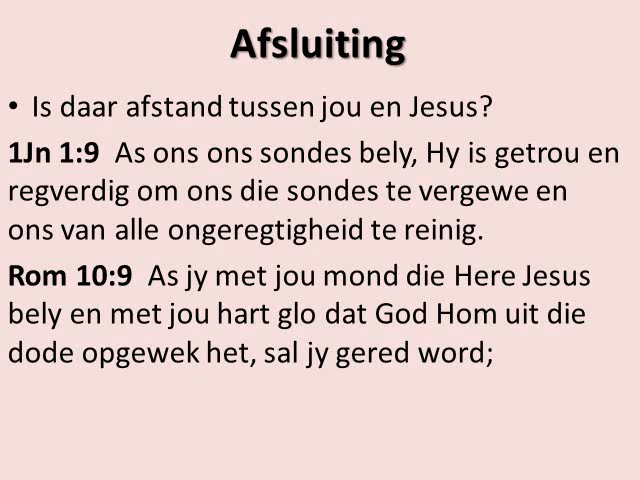 Afsluiting
• Is daar afstand tussen jou en Jesus?
1Jn 1:9 As ons ons sondes bely, Hy is getrou en
regverdig om ons die sondes te vergewe en
ons van alle ongeregtigheid te reinig.
Rom 10:9 As jy met jou mond die Here Jesus
bely en met jou hart glo dat God Hom uit die
dode opgewek het, sal jy gered word;